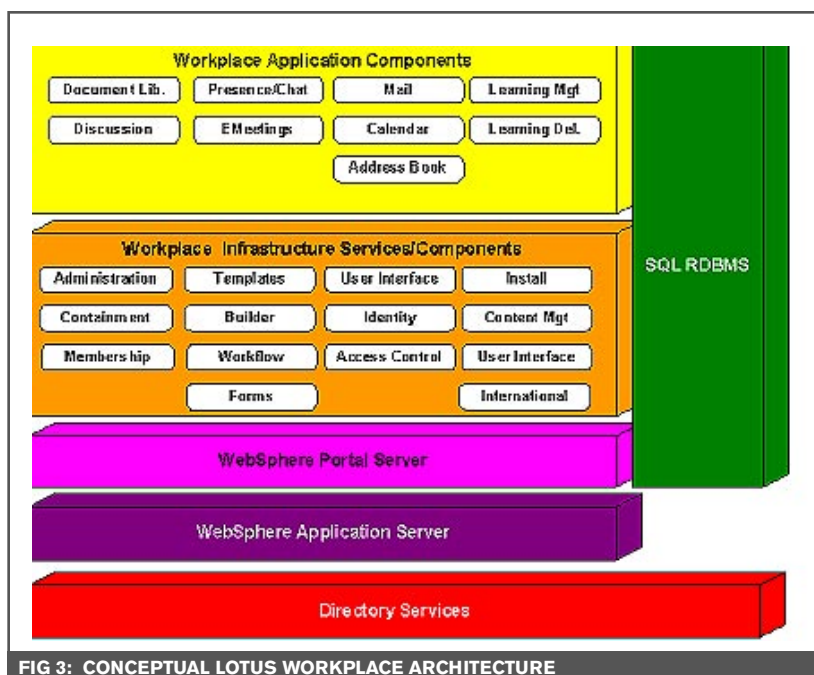 Workplace Application Components
Document Lib. Presence/Chat Mail Learning Mgt
Discussion EMeetings Calendar Learning Del.
Address Book
Workplace Infrastructure Services/Components
Administration Templates User Interface Install
Containment Builder Identity Content Mgt
Membership Workflow Access Control User Interface
Forms International
SQL RDBMS
WebSphere Portal Server
WebSphere Application Server
Directory Services
FIG 3: CONCEPTUAL LOTUS WORKPLACE ARCHITECTURE